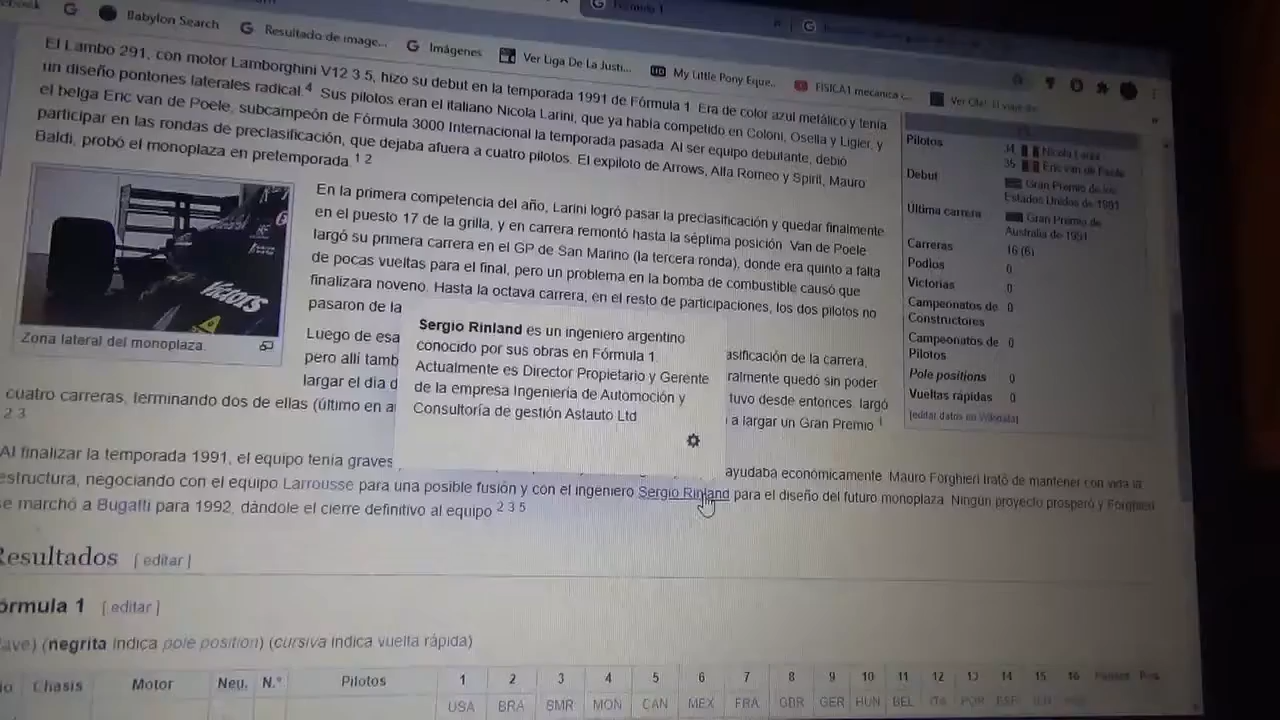 Fórmula 1
Babylon Search
Resultado de image...
Imágenes
Ver Liga De La Justi...
My Little Pony Eque...
FÍSICA1 mecanica c...
Ver Ole!
El Lambo 291, con motor Lamborghini V12 3.5, hizo su debut en la temporada 1991 de Fórmula 1. Era de color azul metálico y tenía
un diseño pontones laterales radical.4 Sus pilotos eran el italiano Nicola Larini, que ya había competido en Coloni, Osella y Ligier, y
el belga Eric van de Poele, subcampeón de Fórmula 3000 Internacional la temporada pasada. Al ser equipo debutante, debió
participar en las rondas de preclasificación, que dejaba afuera a cuatro pilotos. El expiloto de Arrows, Alfa Romeo y Spirit, Mauro
Baldi, probó el monoplaza en pretemporada.1 2
En la primera competencia del año, Larini logró pasar la preclasificación y quedar finalmente
en el puesto 17 de la grilla, y en carrera remontó hasta la séptima posición. Van de Poele
largó su primera carrera en el GP de San Marino (la tercera ronda), donde era quinto a falta
de pocas vueltas para el final, pero un problema en la bomba de combustible causó que
finalizara noveno. Hasta la octava carrera, en el resto de participaciones, los dos pilotos no
pasaron de la
Luego de esa
asificación de la carrera,
pero allí tamb
ralmente quedó sin poder
largar el día d
tuvo desde entonces largó
cuatro carreras, terminando dos de ellas (último en a
a largar un Gran Premio 1
2 3
Victors
Zona lateral del monoplaza.
Sergio Rinland es un ingeniero argentino
conocido por sus obras en Fórmula 1.
Actualmente es Director Propietario y Gerente
de la empresa Ingeniería de Automoción y
Consultoría de gestión Astauto Ltd
Al finalizar la temporada 1991, el equipo tenía graves
ayudaba económicamente. Mauro Forghieri trató de mantener con vida la
estructura, negociando con el equipo Larrousse para una posible fusión y con el ingeniero Sergio Rinland para el diseño del futuro monoplaza. Ningún proyecto prosperó y Forghieri
se marchó a Bugatti para 1992, dándole el cierre definitivo al equipo.2 3 5
Pilotos
34. Nicola Larini
35. Eric van de Poele
Debut
Gran Premio de los
Estados Unidos de 1991
Última carrera
Gran Premio de
Australia de 1991
Carreras 16 (6)
Podios 0
Victorias 0
Campeonatos de 0
Constructores
Campeonatos de 0
Pilotos
Pole positions 0
Vueltas rápidas 0
[editar datos en Wikidata]
Resultados [ editar ]
órmula 1 [ editar ]
ave) (negrita indica pole position) (cursiva indica vuelta rápida)
Chasis Motor Neu. N.º Pilotos 1 2 3 4 5 6 7 8 9 10 11 12 13 14 15 16 Puntos Pos.
USA BRA SMR MON CAN MEX FRA GBR GER HUN BEL ITA POR ESP